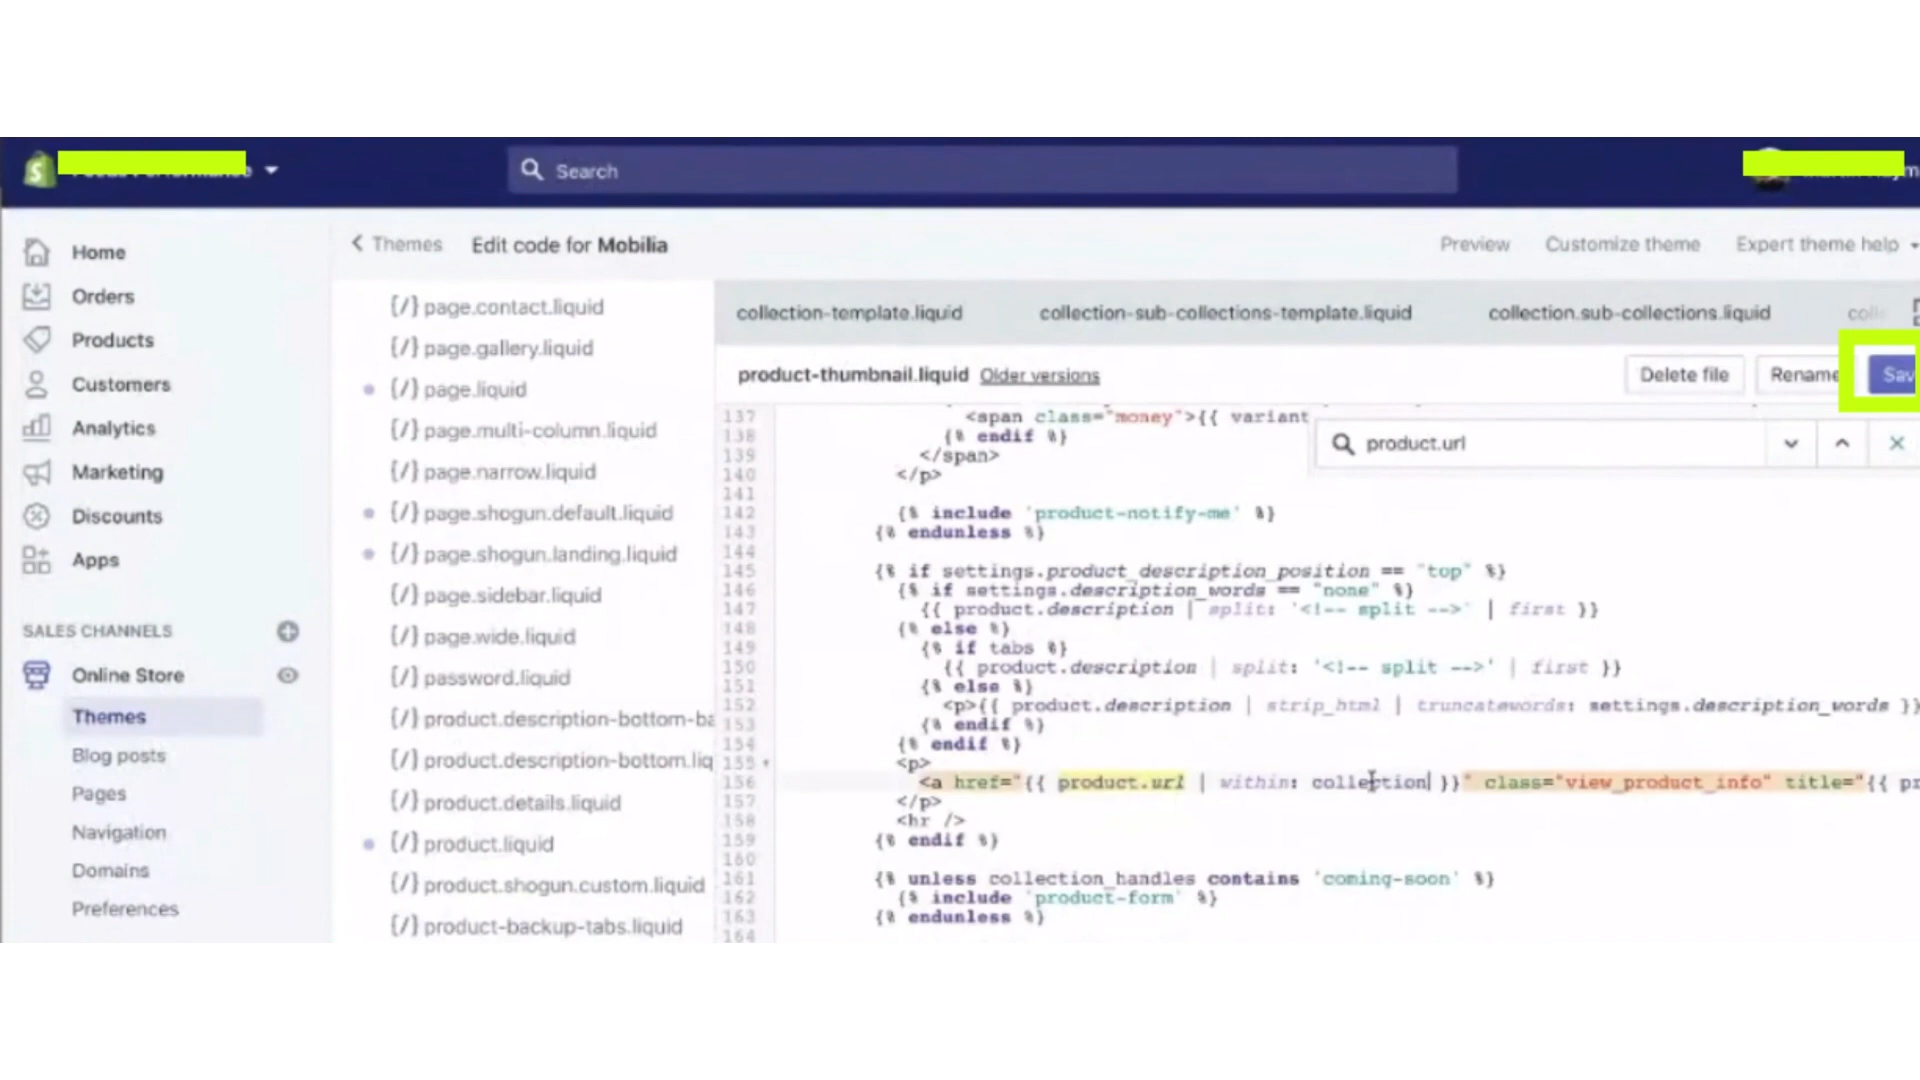 Search
Home
Orders
Products
Customers
Analytics
Marketing
Discounts
Apps
SALES CHANNELS
Online Store
Themes
Blog posts
Pages
Navigation
Domains
Preferences
Themes
Edit code for Mobilia
Preview
Customize theme
Expert theme help
{/} page.contact.liquid
{/} page.gallery.liquid
{/} page.liquid
{/} page.multi-column.liquid
{/} page.narrow.liquid
{/} page.shogun.default.liquid
{/} page.shogun.landing.liquid
{/} page.sidebar.liquid
{/} page.wide.liquid
{/} password.liquid
{/} product.description-bottom-ba
{/} product.description-bottom.liq
{/} product.details.liquid
{/} product.liquid
{/} product.shogun.custom.liquid
{/} product-backup-tabs.liquid
collection-template.liquid
collection-sub-collections-template.liquid
collection.sub-collections.liquid
coll
product-thumbnail.liquid Older versions
Delete file
Rename
Sav
product.url
137 <span class="money">{{ variant
138 {% endif %}
139 </span>
140 </p>
141
142 {% include 'product-notify-me' %}
143 {% endunless %}
144
145 {% if settings.product_description_position == "top" %}
146 {% if settings.description_words == "none" %}
147 {{ product.description | split: '<!-- split -->' | first }}
148 {% else %}
149 {% if tabs %}
150 {{ product.description | split: '<!-- split -->' | first }}
151 {% else %}
152 <p>{{ product.description | strip_html | truncatewords: settings.description_words }}
153 {% endif %}
154 {% endif %}
155 <p>
156 <a href="{{ product.url | within: collection }}" class="view_product_info" title="{{ pr
157 </p>
158 <hr />
159 {% endif %}
160
161 {% unless collection_handles contains 'coming-soon' %}
162 {% include 'product-form' %}
163 {% endunless %}
164